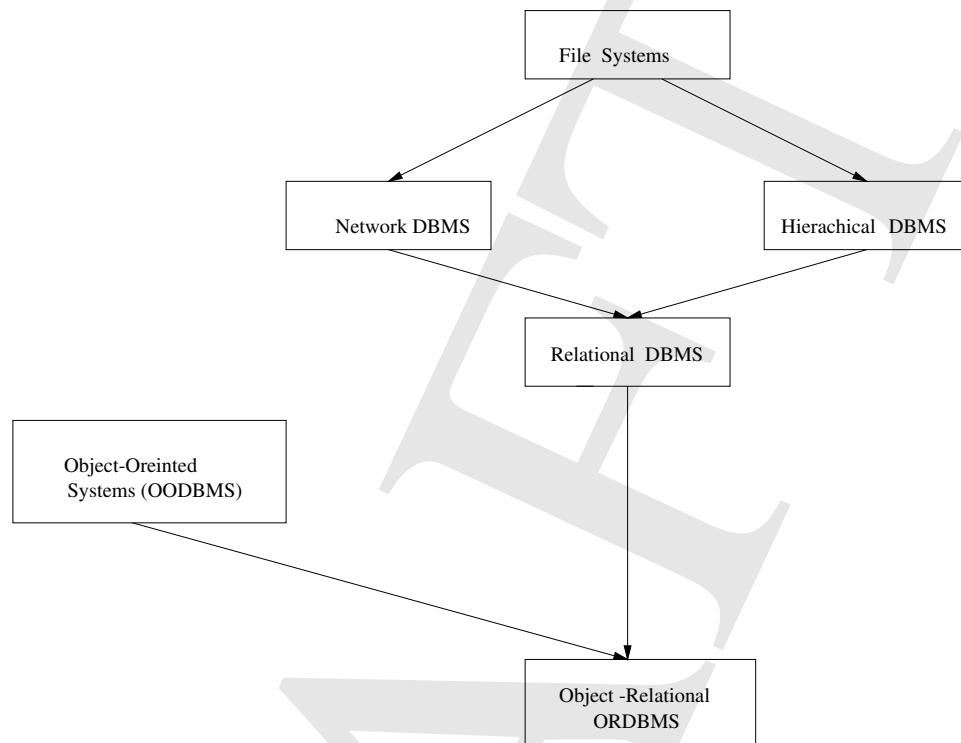 File Systems
Network DBMS
Hierachical DBMS
Relational DBMS
Object-Oreinted
Systems (OODBMS)
Object -Relational
ORDBMS